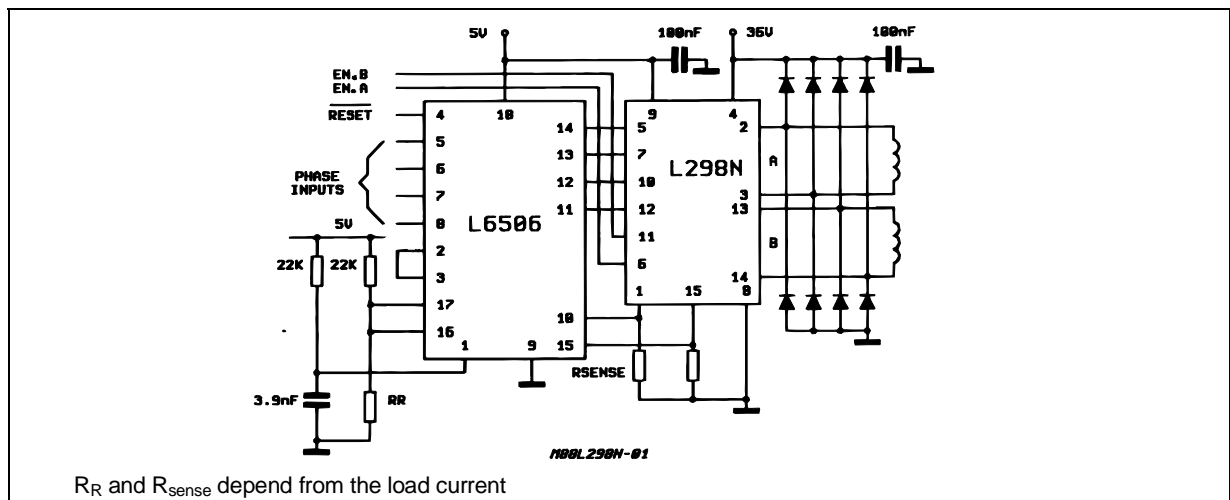 5V
100nF
36V
100nF
EN.B
EN.A
RESET
4
18
9
4
2
5
14
5
6
13
7
L298N
A
PHASE
INPUTS
7
12
10
3
8
L6506
11
12
13
5V
2
11
B
22K
22K
3
6
14
17
1
15
8
16
10
1
9
15
RSENSE
3.9nF
RR
M88L298N-01
RR and Rsense depend from the load current